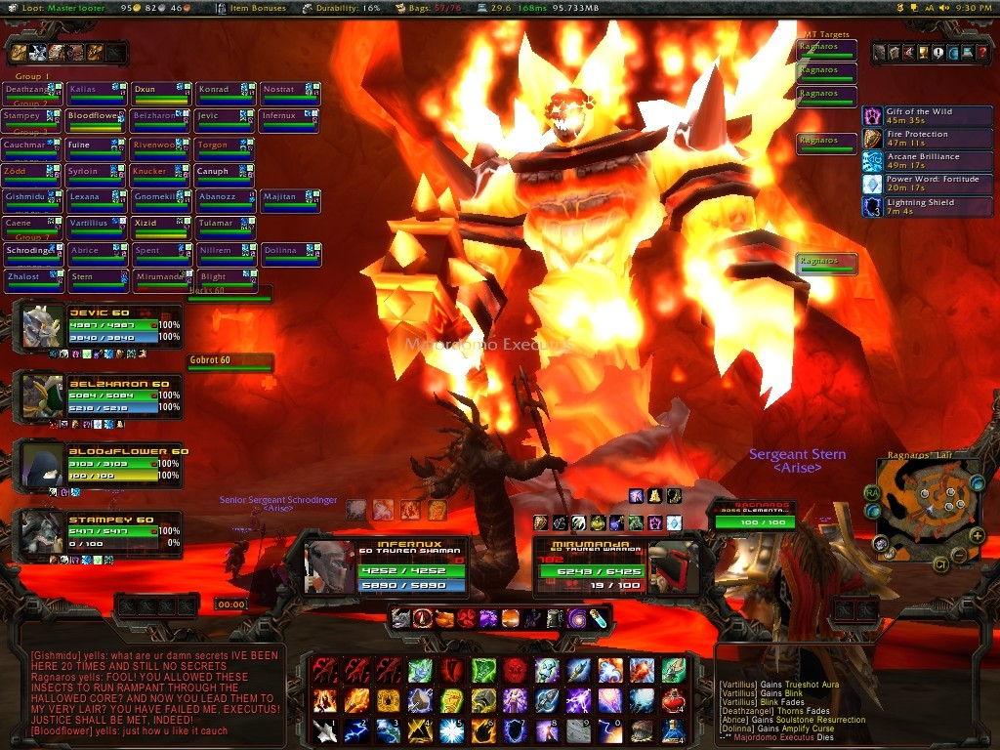 Loot: Master looter 95 82 46 Item Bonuses Durability: 16% Bags: 57/76 29.6 168ms 95.733MB 9:30 PM
MT Targets
Ragnaros
Ragnaros
Ragnaros
Ragnaros
Ragnaros
Group 1
Deathzang Kallas Dxun Konrad Nostrat
Group 2
Stampey Bloodflower Belzharon Jevic Infernux
Group 3
Cauchmar Fuine Rivenwoo Torgon
Zödd Syrloin Knucker Canuph
Gishmidu Lexana Gnomekil Abanozz Majitan
Caene Vartillius Xizid Tulamar
Group 7
Schrodinge Abrice Spent Nillrem Dolinna
Zhalost Stern Mirumanda Blight
Gift of the Wild
45m 35s
Fire Protection
47m 11s
Arcane Brilliance
49m 17s
Power Word: Fortitude
20m 17s
Lightning Shield
7m 4s
3
JEVIC 60
4987 / 4987 100%
3840 / 3840 100%
Gobrot 60
BELZHARON 60
5084 / 5084 100%
5218 / 5218 100%
BLOODFLOWER 60
3103 / 3103 100%
100 / 100 100%
STAMPEY 60
5417 / 5417 100%
0 / 100 0%
Majordomo Executus
Sergeant Stern
<Arise>
Senior Sergeant Schrodinger
<Arise>
Ragnaros' Lair
RAGNAROS
100 / 100
INFERNUX
60 TAUREN SHAMAN
4252 / 4252
5890 / 5890
MIRUMANDA
60 TAUREN WARRIOR
6243 / 6425
19 / 100
00:00
[Gishmidu] yells: what are ur damn secrets IVE BEEN
HERE 20 TIMES AND STILL NO SECRETS
Ragnaros yells: FOOL! YOU ALLOWED THESE
INSECTS TO RUN RAMPANT THROUGH THE
HALLOWED CORE? AND NOW YOU LEAD THEM TO
MY VERY LAIR? YOU HAVE FAILED ME, EXECUTUS!
JUSTICE SHALL BE MET, INDEED!
[Bloodflower] yells: just how u like it cauch
[Vartillius] Gains Trueshot Aura
[Vartillius] Gains Blink
[Vartillius] Blink Fades
[Deathzangel] Thorns Fades
[Abrice] Gains Soulstone Resurrection
[Dolinna] Gains Amplify Curse
--** Majordomo Executus Dies